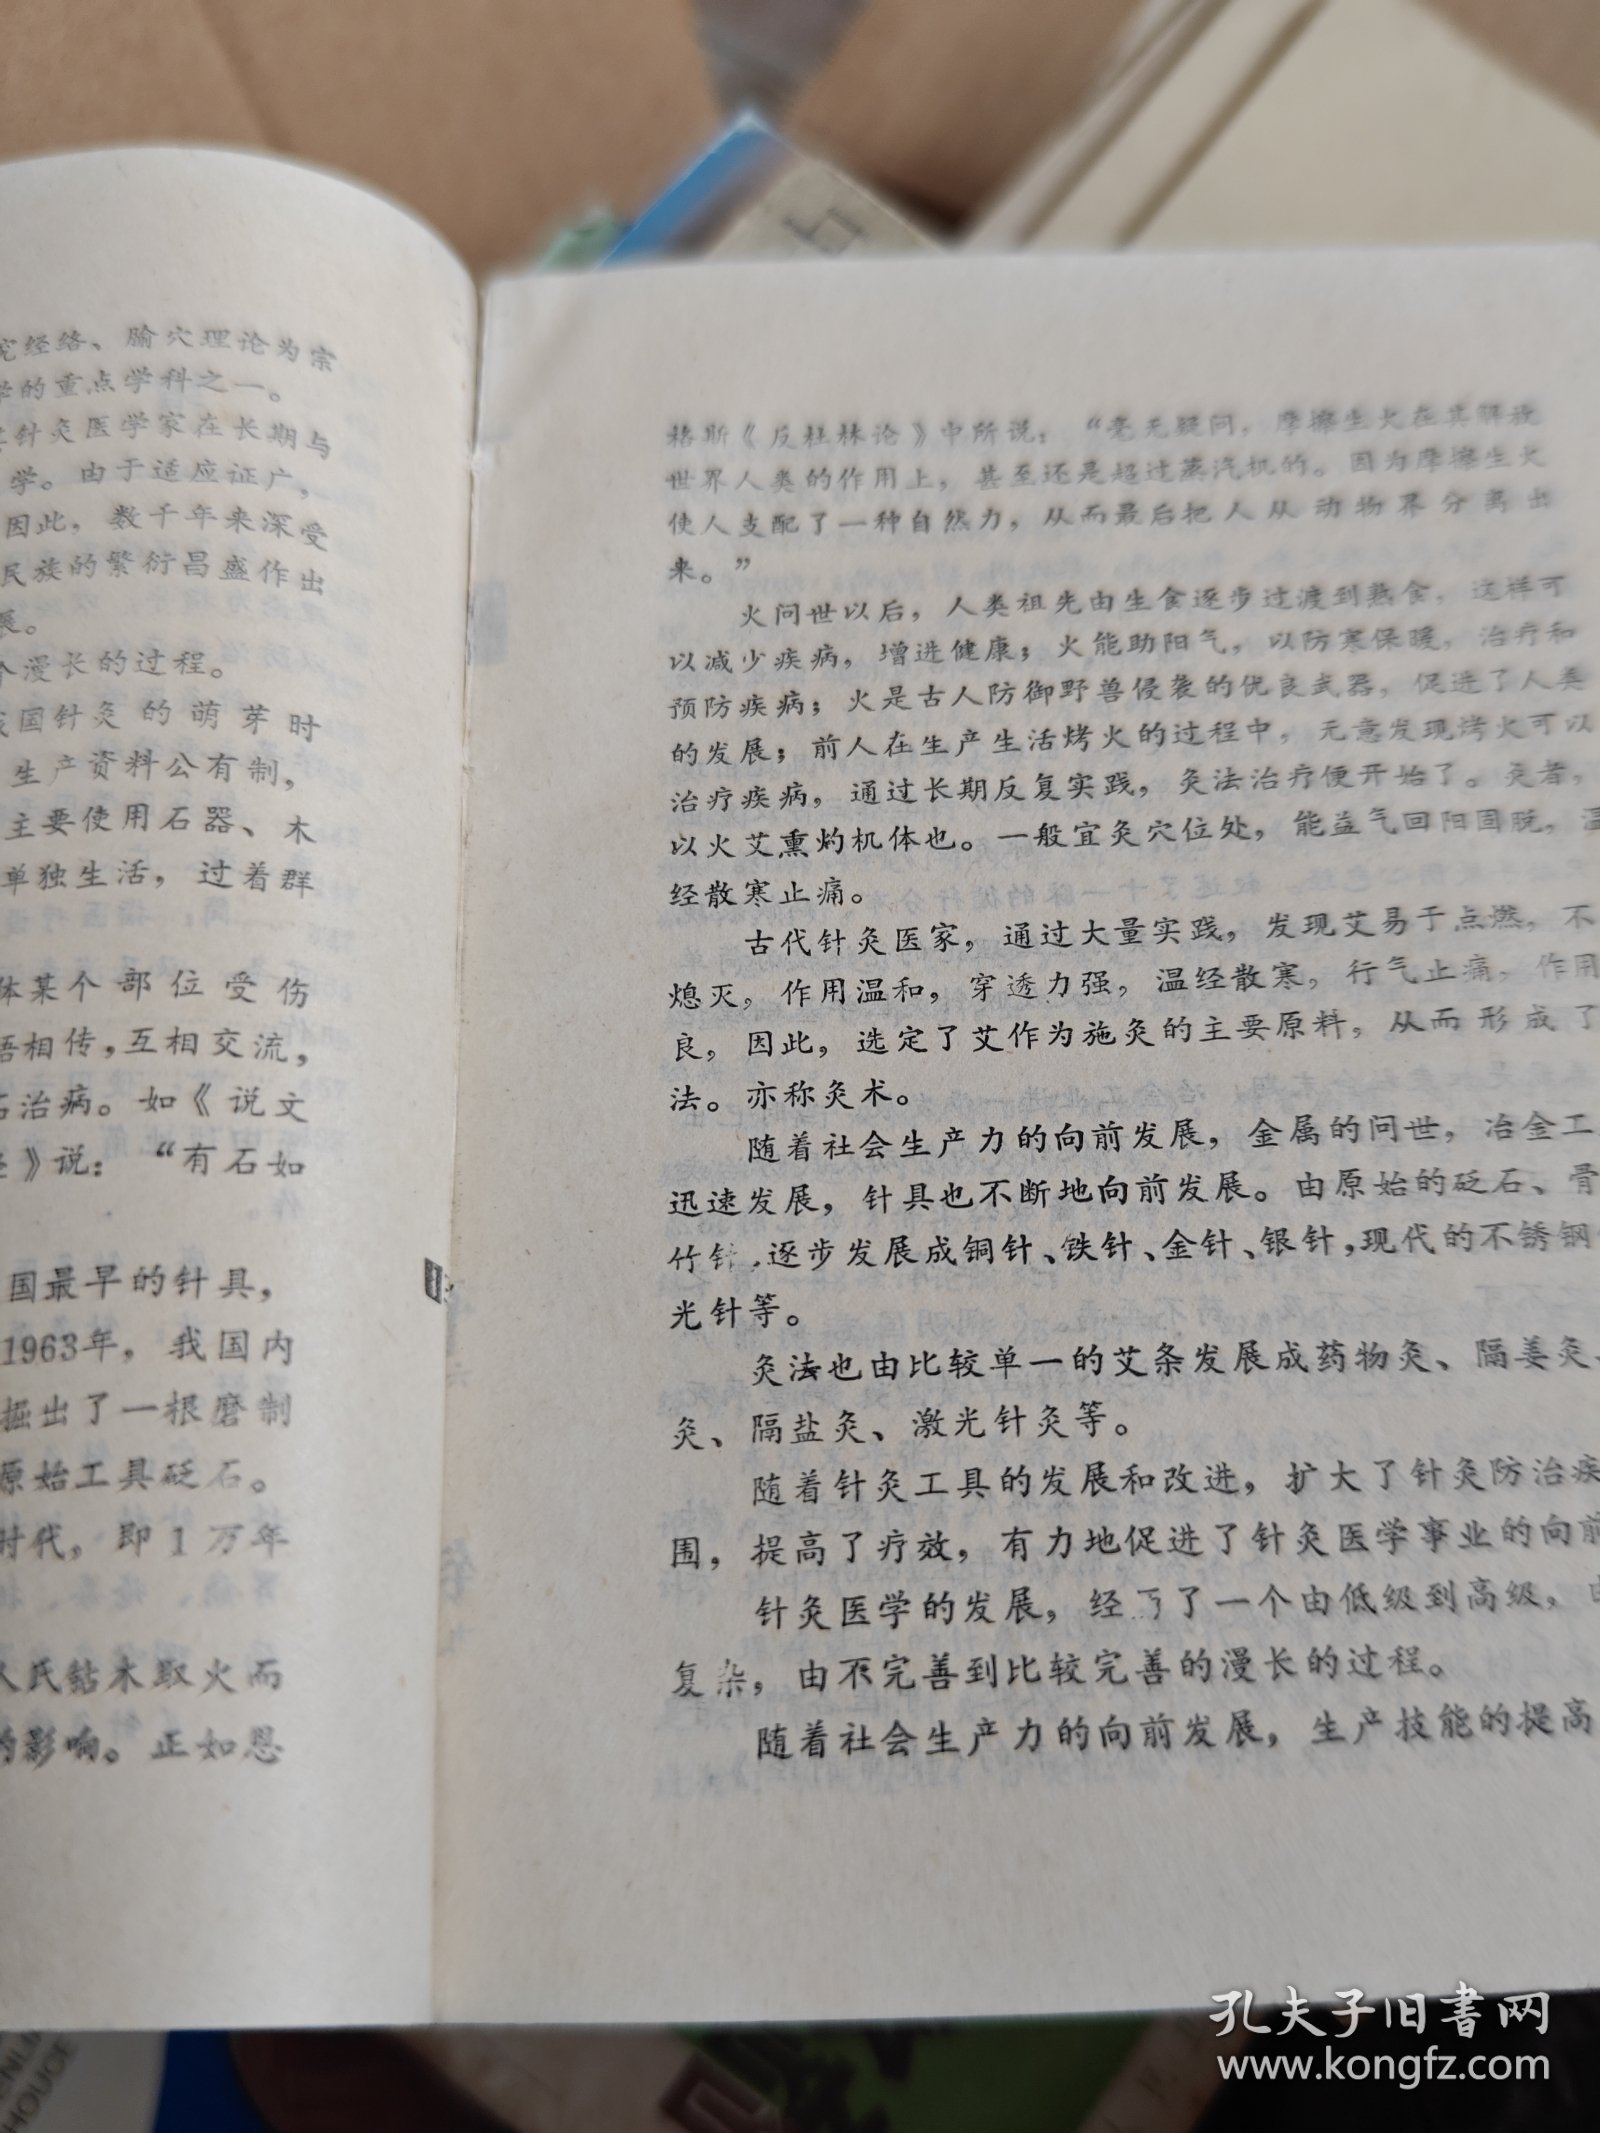 究经络、腧穴理论为宗
学的重点学科之一。
针灸医学家在长期与
学。由于适应证广，
因此，数千年来深受
民族的繁衍昌盛作出
展。
个漫长的过程。
我国针灸的萌芽时
生产资料公有制，
主要使用石器、木
单独生活，过着群
体某个部位受伤
语相传，互相交流，
石治病。如《说文
》说：“有石如
国最早的针具，
1963年，我国内
掘出了一根磨制
原始工具砭石。
时代，即1万年
人民钻木取火而
的影响。正如恩
格斯《反杜林论》中所说：“毫无疑问，摩擦生火在其解放
世界人类的作用上，甚至还是超过蒸汽机的。因为摩擦生火
使人支配了一种自然力，从而最后把人从动物界分离出
来。”
火问世以后，人类祖先由生食逐步过渡到熟食，这样可
以减少疾病，增进健康；火能助阳气，以防寒保暖，治疗和
预防疾病；火是古人防御野兽侵袭的优良武器，促进了人类
的发展；前人在生产生活烤火的过程中，无意发现烤火可以
治疗疾病，通过长期反复实践，灸法治疗便开始了。灸者，
以火艾熏灼机体也。一般宜灸穴位处，能益气回阳固脱，温
经散寒止痛。
古代针灸医家，通过大量实践，发现艾易于点燃，不
熄灭，作用温和，穿透力强，温经散寒，行气止痛，作用
良，因此，选定了艾作为施灸的主要原料，从而形成了
法。亦称灸术。
随着社会生产力的向前发展，金属的问世，冶金工
迅速发展，针具也不断地向前发展。由原始的砭石、骨
竹针，逐步发展成铜针、铁针、金针、银针，现代的不锈钢
光针等。
灸法也由比较单一的艾条发展成药物灸、隔姜灸、
灸、隔盐灸、激光针灸等。
随着针灸工具的发展和改进，扩大了针灸防治疾
围，提高了疗效，有力地促进了针灸医学事业的向前
针灸医学的发展，经历了一个由低级到高级，由
复杂，由不完善到比较完善的漫长的过程。
随着社会生产力的向前发展，生产技能的提高
孔夫子旧书网
www.kongfz.com